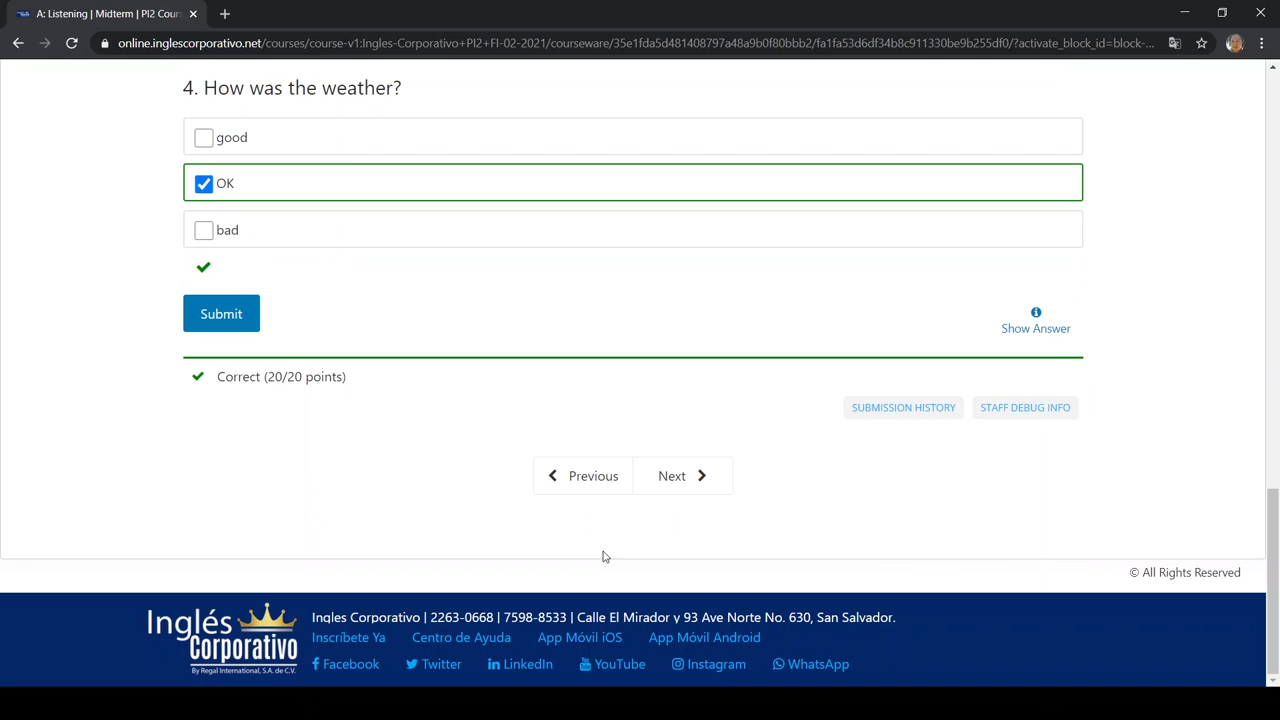 A: Listening | Midterm | PI2 Cours
online.inglescorporativo.net/courses/course-v1:Ingles-Corporativo+PI2+FI-02-2021/courseware/35e1fda5d481408797a48a9b0f80bbb2/fa1fa53d6df34b8c911330be9b255df0/?activate_block_id=block-...
4. How was the weather?
good
OK
bad
Submit
Show Answer
Correct (20/20 points)
SUBMISSION HISTORY STAFF DEBUG INFO
Previous Next
© All Rights Reserved
Inglés Corporativo
By Regal International, S.A. de C.V.
Ingles Corporativo | 2263-0668 | 7598-8533 | Calle El Mirador y 93 Ave Norte No. 630, San Salvador.
Inscríbete Ya Centro de Ayuda App Móvil iOS App Móvil Android
Facebook Twitter LinkedIn YouTube Instagram WhatsApp